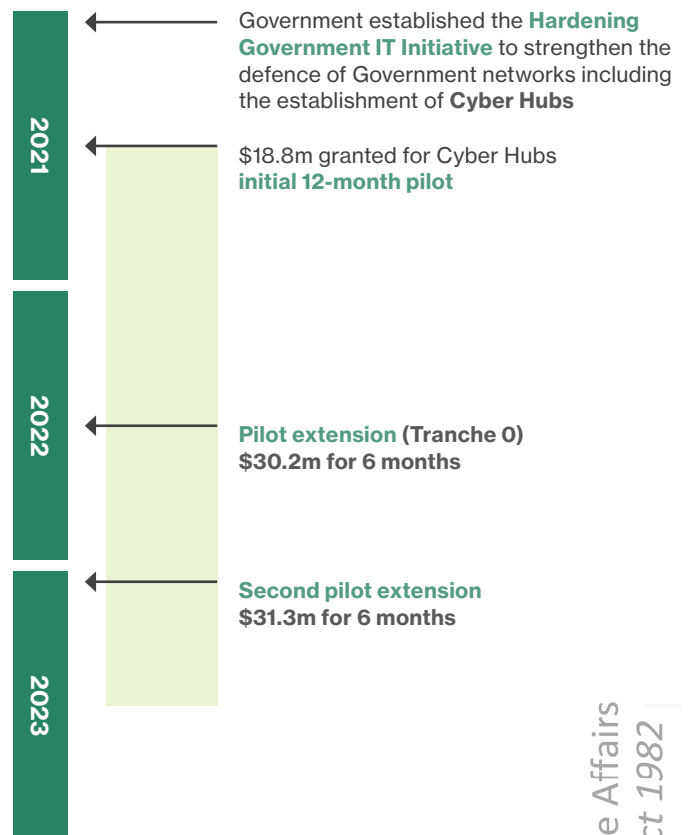 Government established the Hardening
Government IT Initiative to strengthen the
defence of Government networks including
the establishment of Cyber Hubs
2021
$18.8m granted for Cyber Hubs
initial 12-month pilot
2022
Pilot extension (Tranche 0)
$30.2m for 6 months
Second pilot extension
$31.3m for 6 months
2023
e Affairs
ct 1982